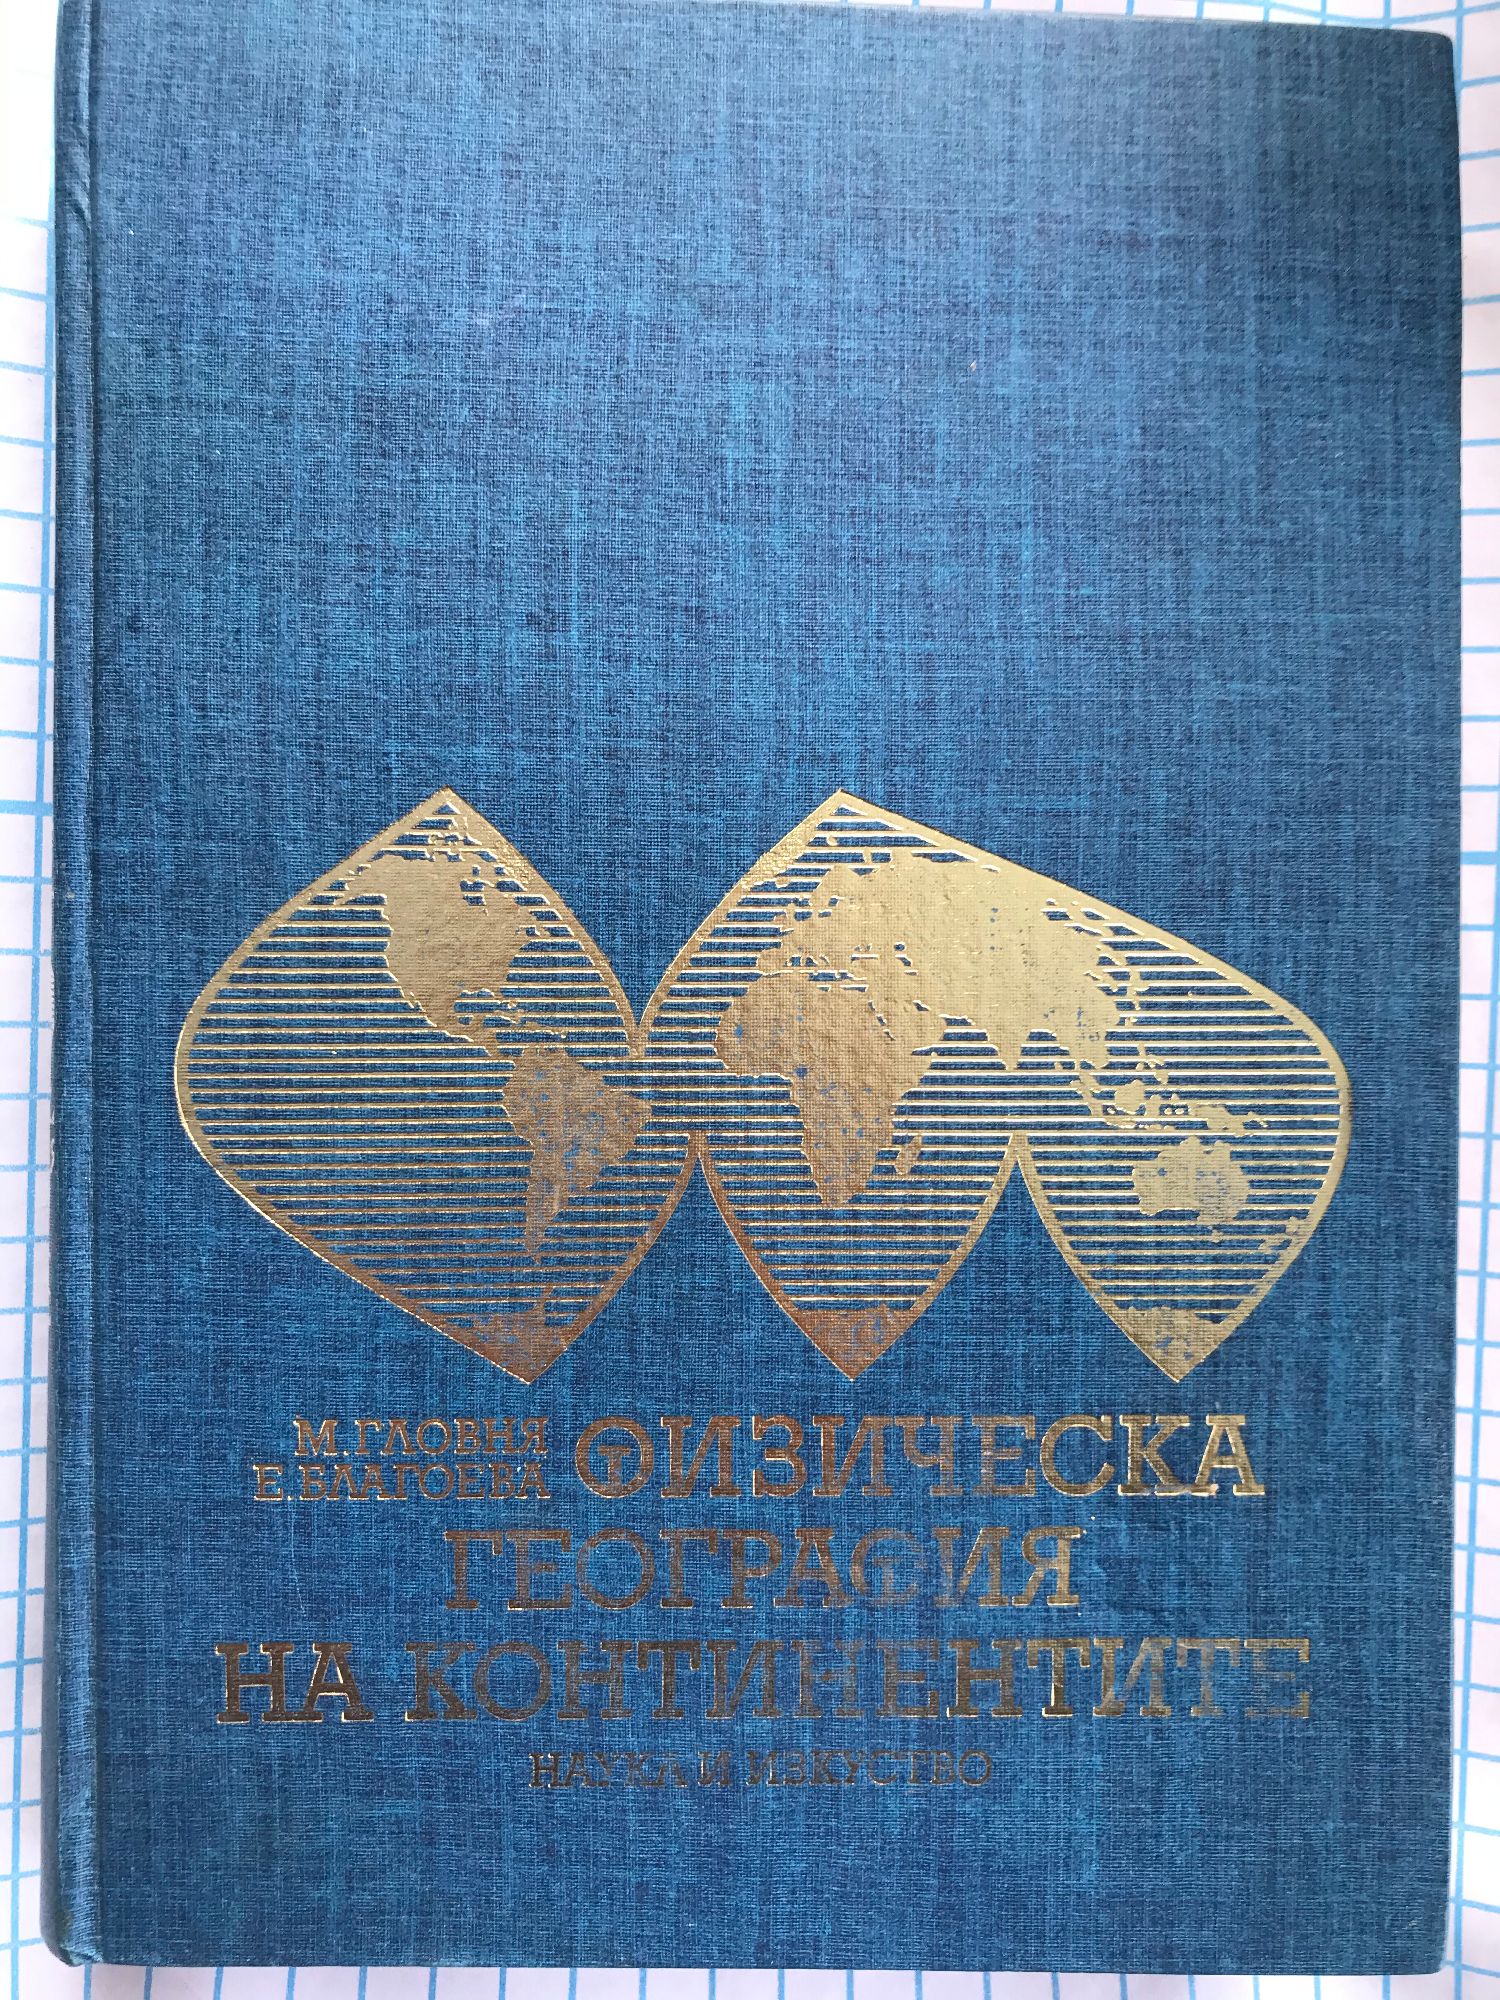 М. ГЛОВНЯ
Е. БЛАГОЕВА
ФИЗИЧЕСКА
ГЕОГРАФИЯ
НА КОНТИНЕНТИТЕ
НАУКА И ИЗКУСТВО